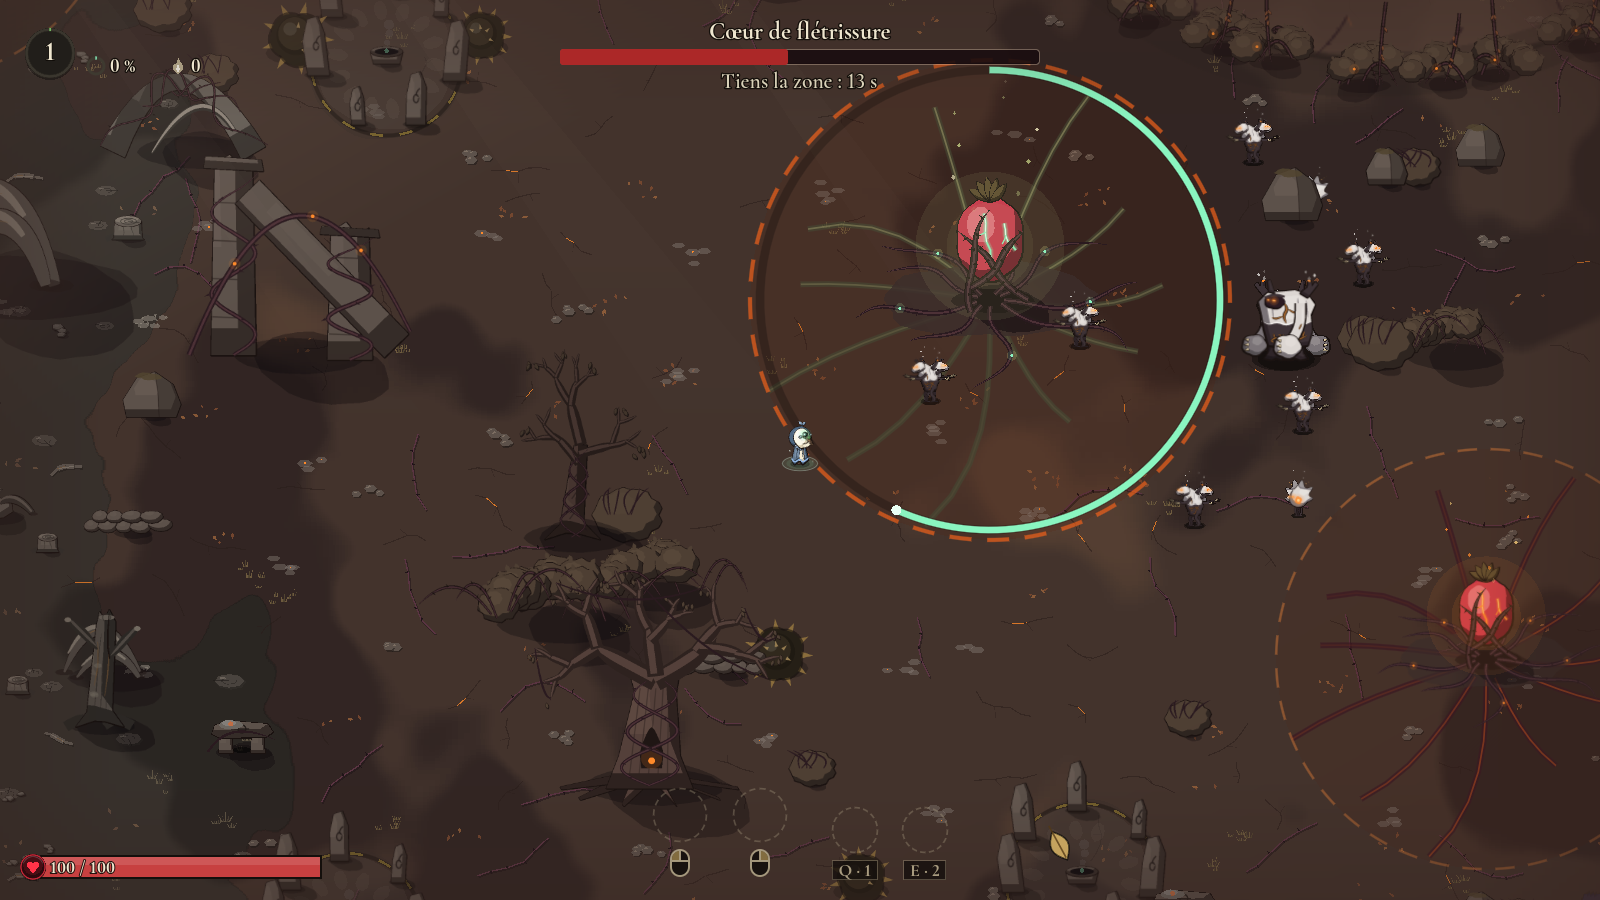 Cœur de flétrissure
1
0 %
0
Tiens la zone : 13 s
100 / 100
Q · 1
E · 2